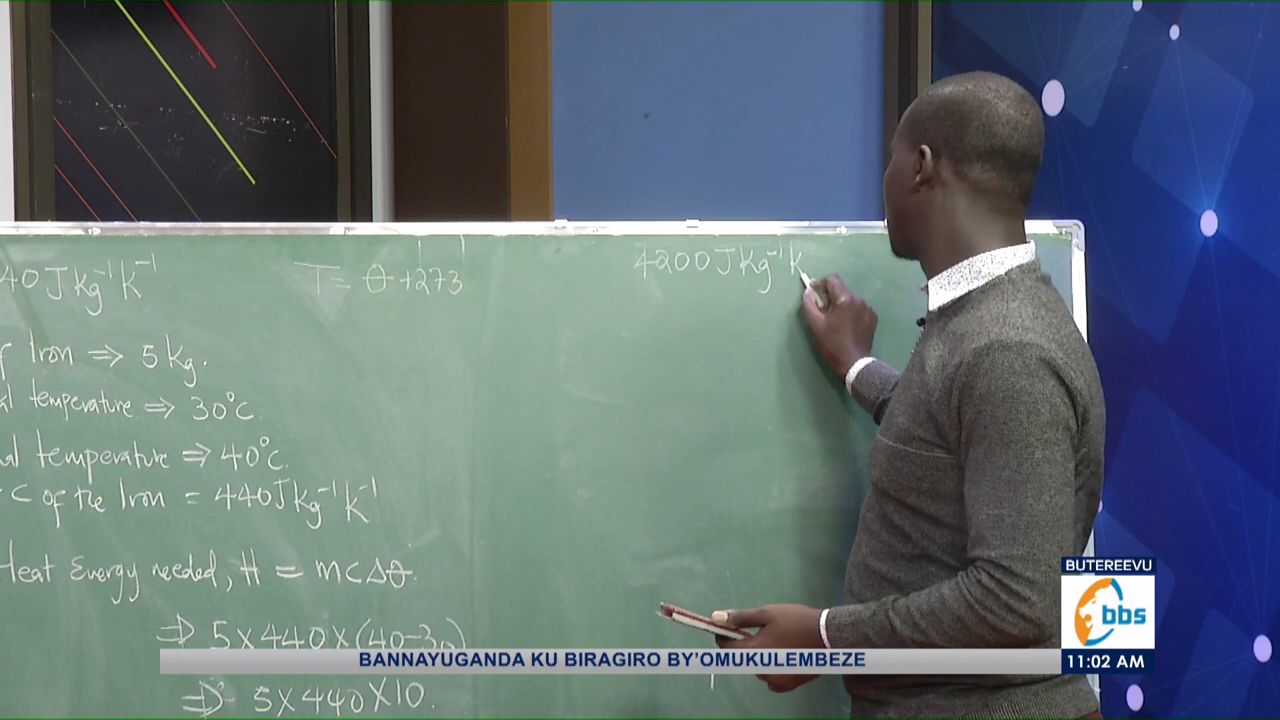 40 J Kg⁻¹ K⁻¹
T = θ + 273
4200 J Kg⁻¹ K
f Iron ⇒ 5 Kg.
al temperature ⇒ 30°C.
al temperature ⇒ 40°C.
C of the Iron = 440 J Kg⁻¹ K⁻¹
Heat Energy needed, H = mcΔθ.
⇒ 5 x 440 x (40-30)
⇒ 5 x 440 x 10.
BUTEREEVU
bbs
11:02 AM
BANNAYUGANDA KU BIRAGIRO BY'OMUKULEMBEZE